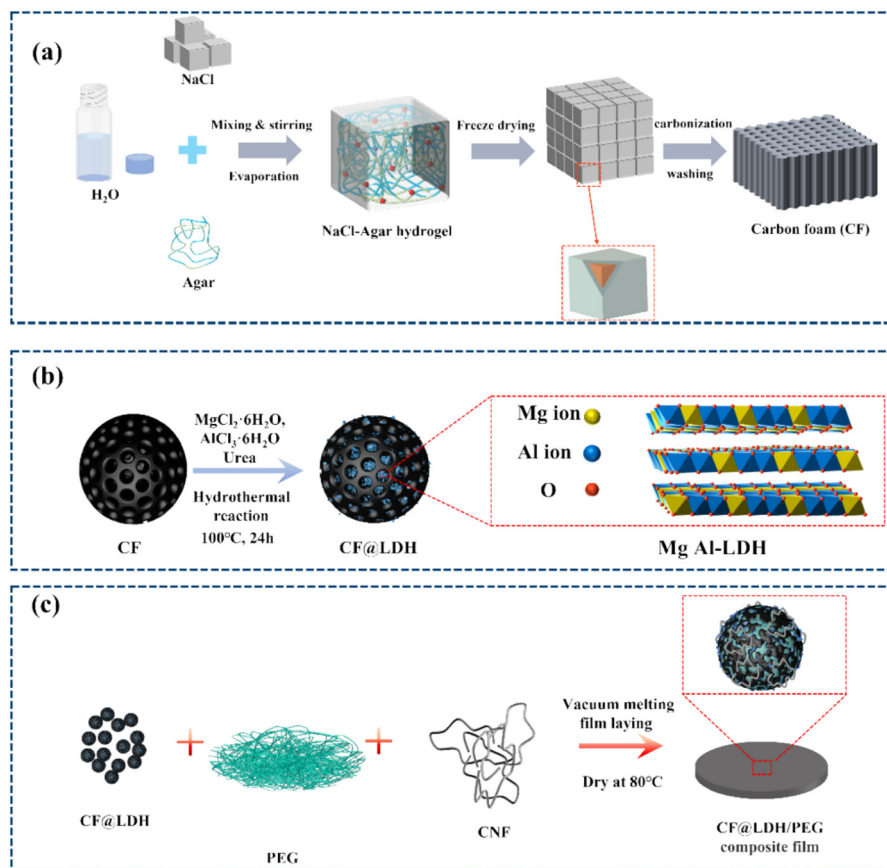 (a)
NaCl
H₂O
Agar
Mixing & stirring
Evaporation
NaCl-Agar hydrogel
Freeze drying
carbonization
washing
Carbon foam (CF)
(b)
CF
MgCl₂·6H₂O,
AlCl₃·6H₂O
Urea
Hydrothermal
reaction
100℃, 24h
CF@LDH
Mg ion
Al ion
O
Mg Al-LDH
(c)
CF@LDH
PEG
CNF
Vacuum melting
film laying
Dry at 80℃
CF@LDH/PEG
composite film